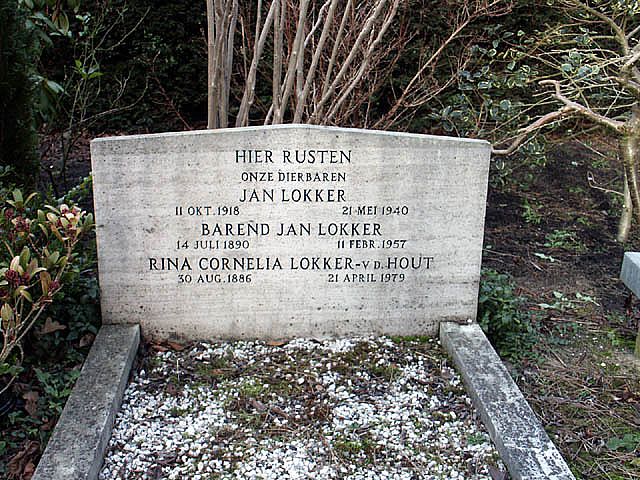 HIER RUSTEN
ONZE DIERBAREN
JAN LOKKER
11 OKT. 1918 21 MEI 1940
BAREND JAN LOKKER
14 JULI 1890 11 FEBR. 1957
RINA CORNELIA LOKKER-V D. HOUT
30 AUG. 1886 21 APRIL 1979